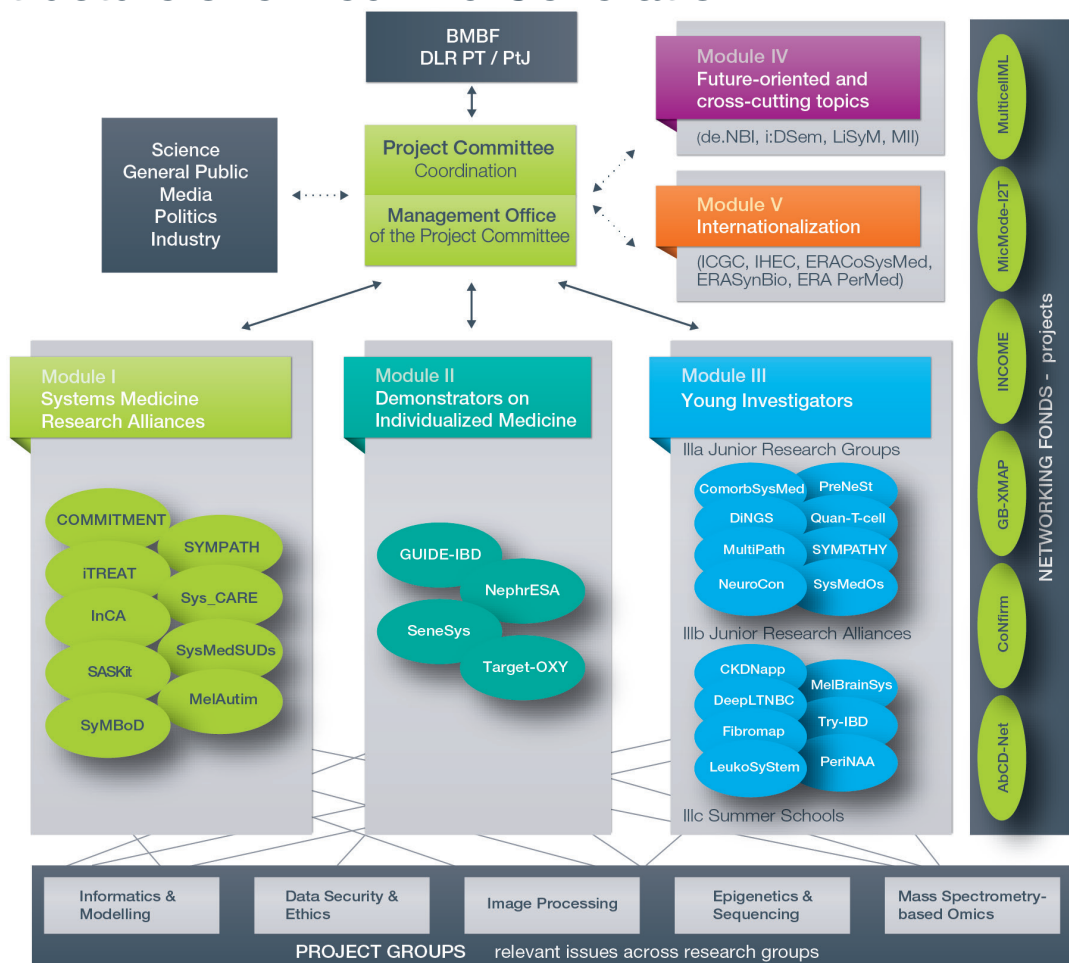 BMBF
DLR PT / PtJ
Module IV
Future-oriented and
cross-cutting topics
(de.NBI, i:DSem, LiSyM, MII)
Science
General Public
Media
Politics
Industry
Project Committee
Coordination
Management Office
of the Project Committee
Module V
Internationalization
(ICGC, IHEC, ERACoSysMed,
ERASynBio, ERA PerMed)
Module I
Systems Medicine
Research Alliances
COMMITMENT
SYMPATH
iTREAT
Sys_CARE
InCA
SysMedSUDs
SASKit
MelAutim
SyMBoD
Module II
Demonstrators on
Individualized Medicine
GUIDE-IBD
NephrESA
SeneSys
Target-OXY
Module III
Young Investigators
IIIa Junior Research Groups
ComorbSysMed
PreNeSt
DiNGS
Quan-T-cell
MultiPath
SYMPATHY
NeuroCon
SysMedOs
IIIb Junior Research Alliances
CKDNapp
MelBrainSys
DeepLTNBC
Try-IBD
Fibromap
PeriNAA
LeukoSyStem
IIIc Summer Schools
MulticellML
MicMode-I2T
INCOME
GB-XMAP
CoNfirm
AbCD-Net
NETWORKING FONDS - projects
Informatics &
Modelling
Data Security &
Ethics
Image Processing
Epigenetics &
Sequencing
Mass Spectrometry-
based Omics
PROJECT GROUPS relevant issues across research groups